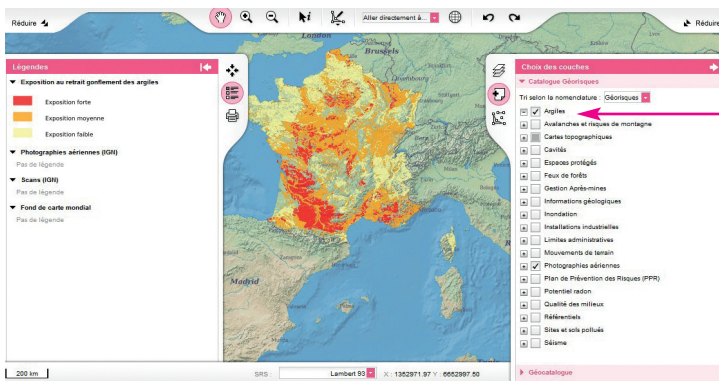 Réduire
Aller directement à...
Réduire
Légendes
Exposition au retrait gonflement des argiles
Exposition forte
Exposition moyenne
Exposition faible
Photographies aériennes (IGN)
Pas de légende
Scans (IGN)
Pas de légende
Fond de carte mondial
Pas de légende
London
Brussels
Luxembourg
Stuttgart
Milan
Zaragoza
Madrid
Palma
Choix des couches
Catalogue Géorisques
Tri selon la nomenclature : Géorisques
Argiles
Avalanches et risques de montagne
Cartes topographiques
Cavités
Espaces protégés
Feux de forêts
Gestion Après-mines
Informations géologiques
Inondation
Installations industrielles
Limites administratives
Mouvements de terrain
Photographies aériennes
Plan de Prévention des Risques (PPR)
Potentiel radon
Qualité des milieux
Référentiels
Sites et sols pollués
Séisme
Géocatalogue
200 km
SRS : Lambert 93 X : 1352971.97 Y : 6652997.50